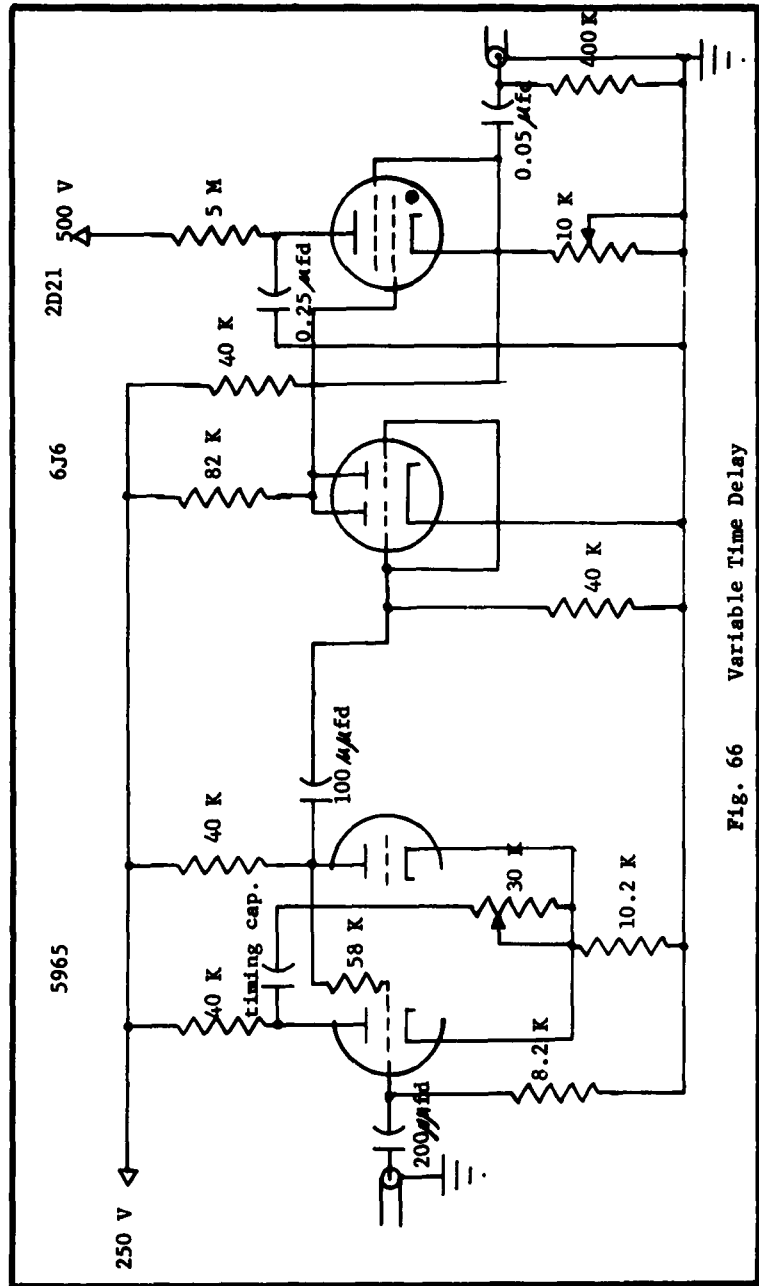 5965
6J6
2D21
250 V
500 V
40 K
40 K
82 K
40 K
5 M
timing cap.
0.25 μfd
100 μμfd
58 K
30 K
200 μμfd
8.2 K
10.2 K
40 K
10 K
0.05 μfd
400 K
Fig. 66 Variable Time Delay